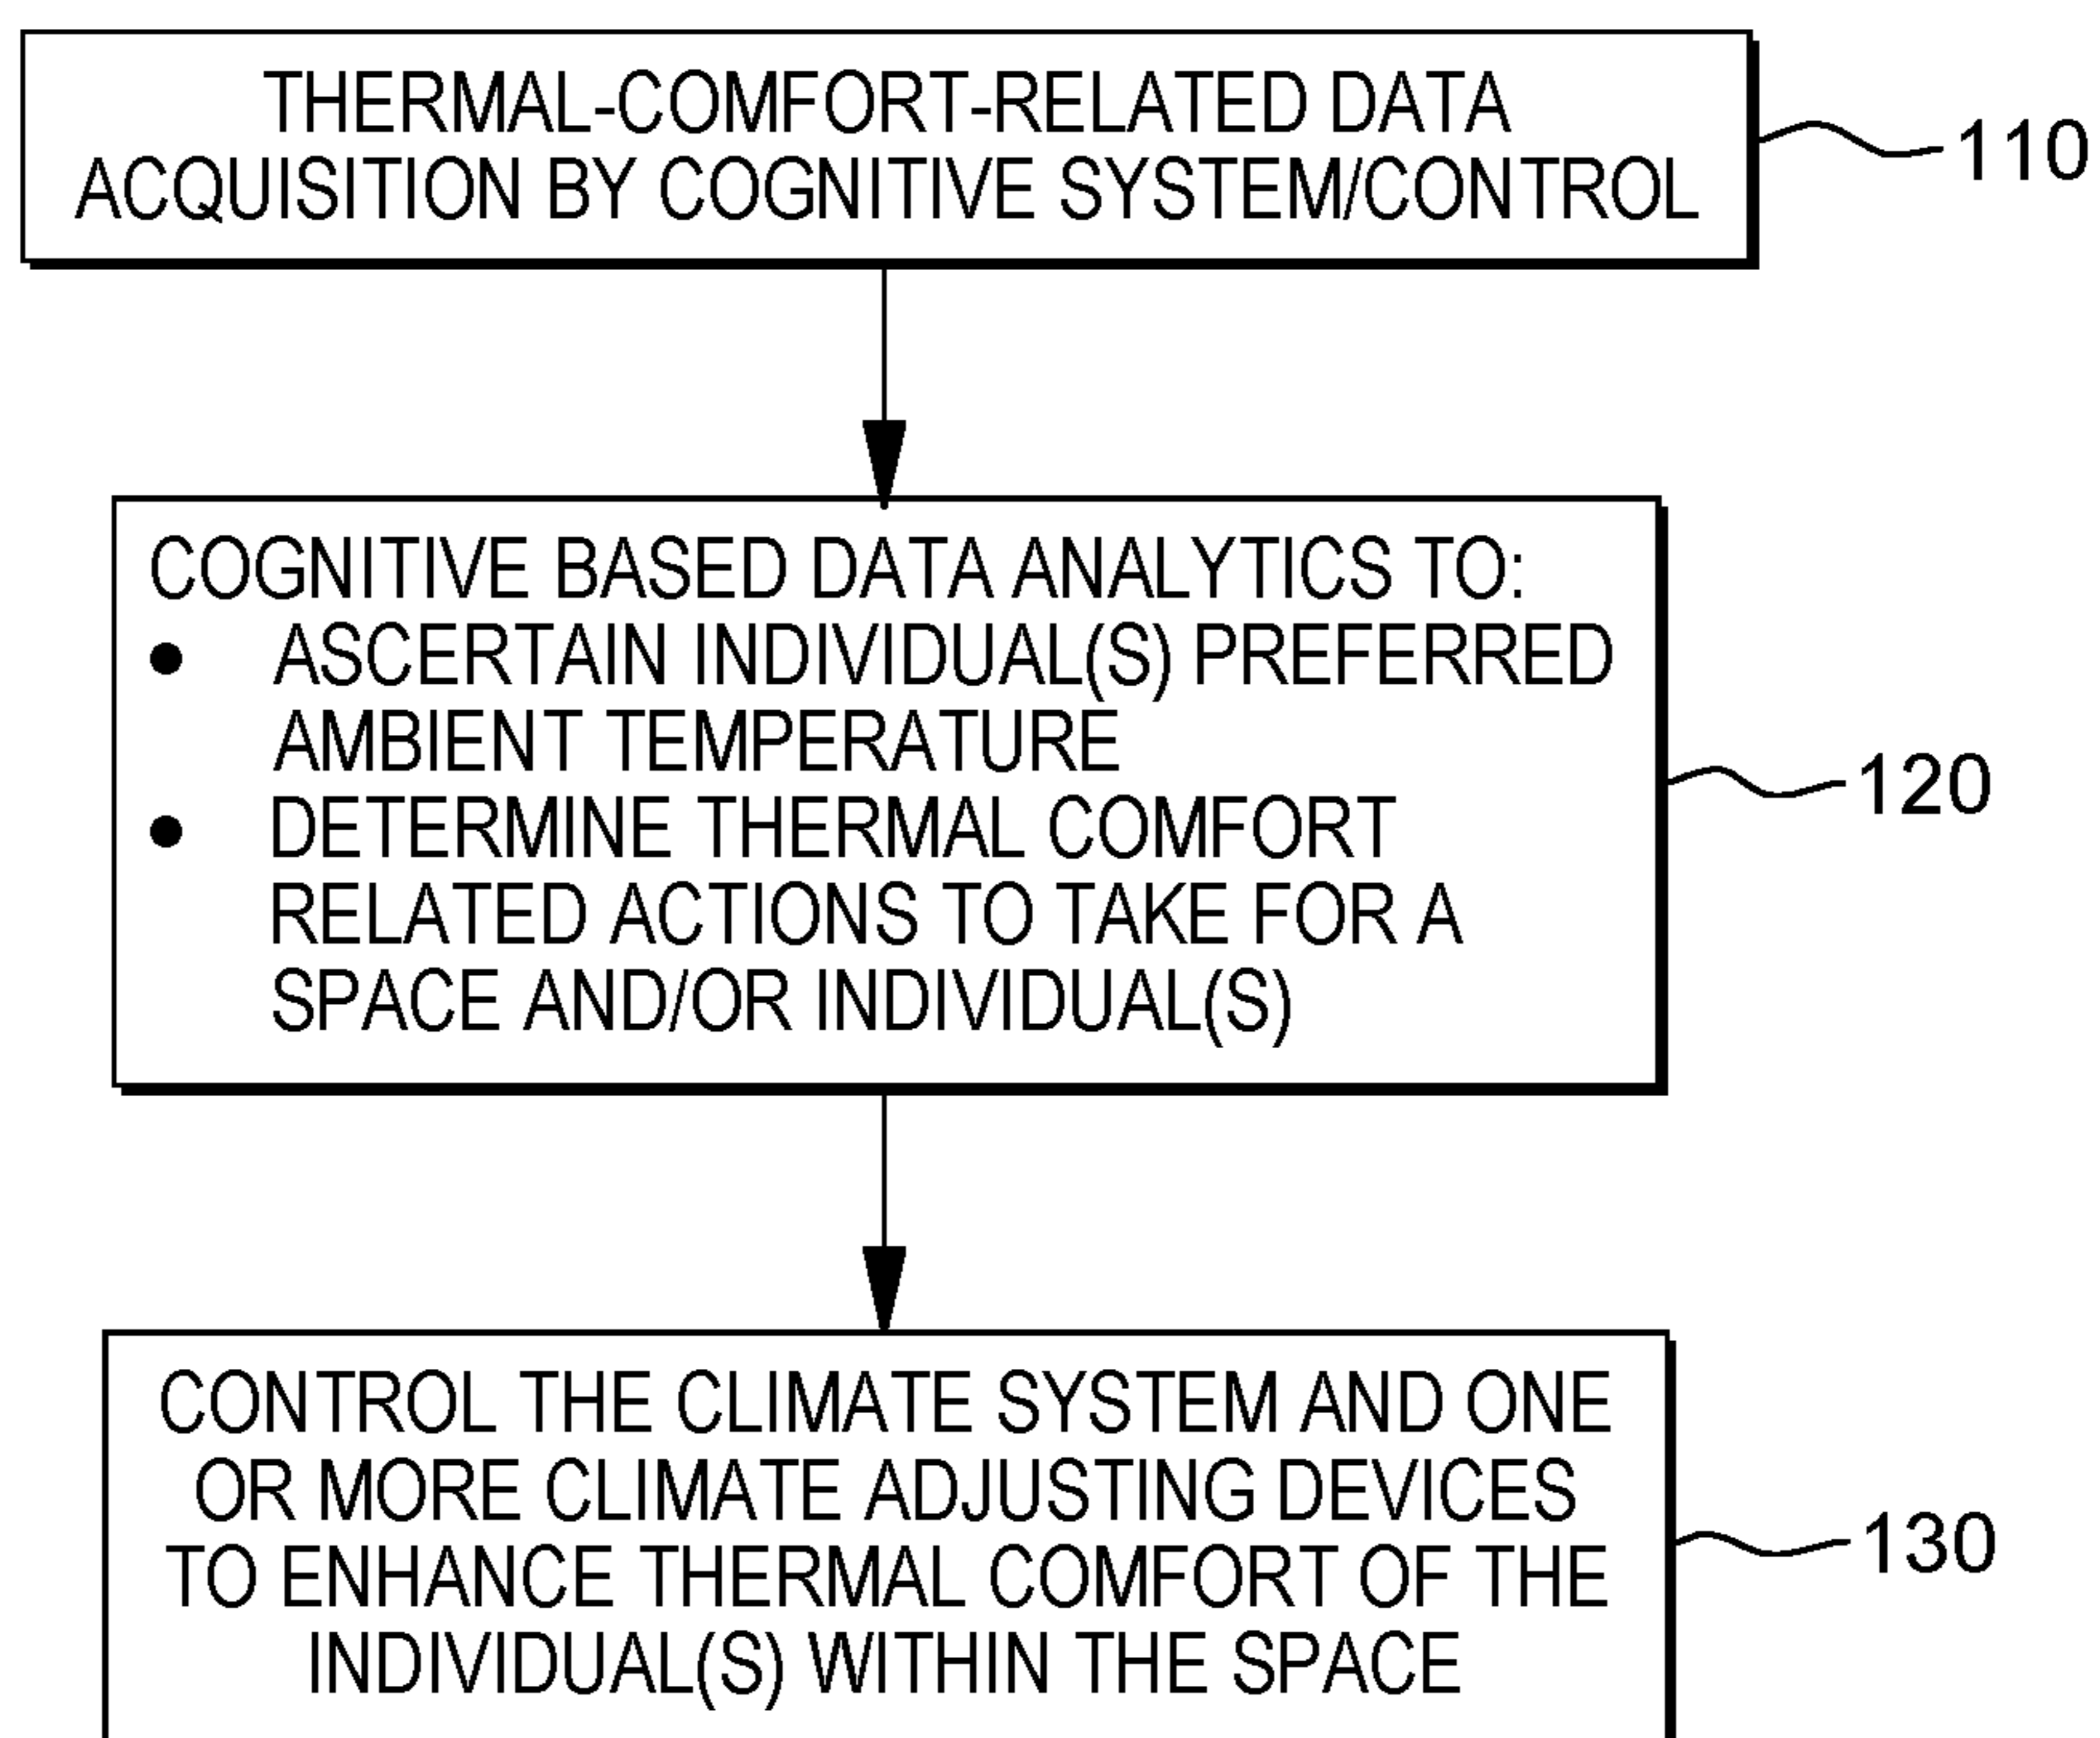 THERMAL-COMFORT-RELATED DATA
ACQUISITION BY COGNITIVE SYSTEM/CONTROL
110
COGNITIVE BASED DATA ANALYTICS TO:
● ASCERTAIN INDIVIDUAL(S) PREFERRED
AMBIENT TEMPERATURE
● DETERMINE THERMAL COMFORT
RELATED ACTIONS TO TAKE FOR A
SPACE AND/OR INDIVIDUAL(S)
120
CONTROL THE CLIMATE SYSTEM AND ONE
OR MORE CLIMATE ADJUSTING DEVICES
TO ENHANCE THERMAL COMFORT OF THE
INDIVIDUAL(S) WITHIN THE SPACE
130